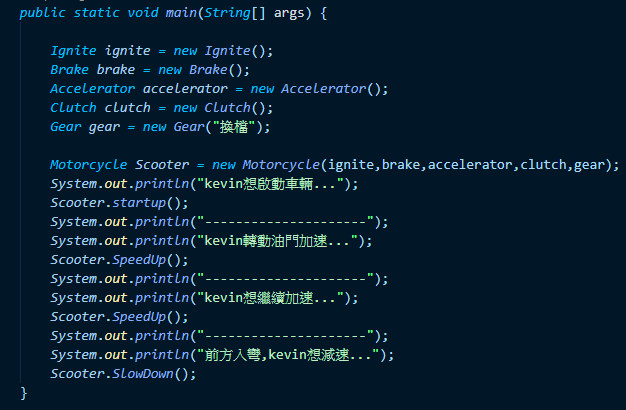 public static void main(String[] args) {
Ignite ignite = new Ignite();
Brake brake = new Brake();
Accelerator accelerator = new Accelerator();
Clutch clutch = new Clutch();
Gear gear = new Gear("換檔");
Motorcycle Scooter = new Motorcycle(ignite,brake,accelerator,clutch,gear);
System.out.println("kevin想啟動車輛...");
Scooter.startup();
System.out.println("---------------------");
System.out.println("kevin轉動油門加速...");
Scooter.SpeedUp();
System.out.println("---------------------");
System.out.println("kevin想繼續加速...");
Scooter.SpeedUp();
System.out.println("---------------------");
System.out.println("前方入彎,kevin想減速...");
Scooter.SlowDown();
}